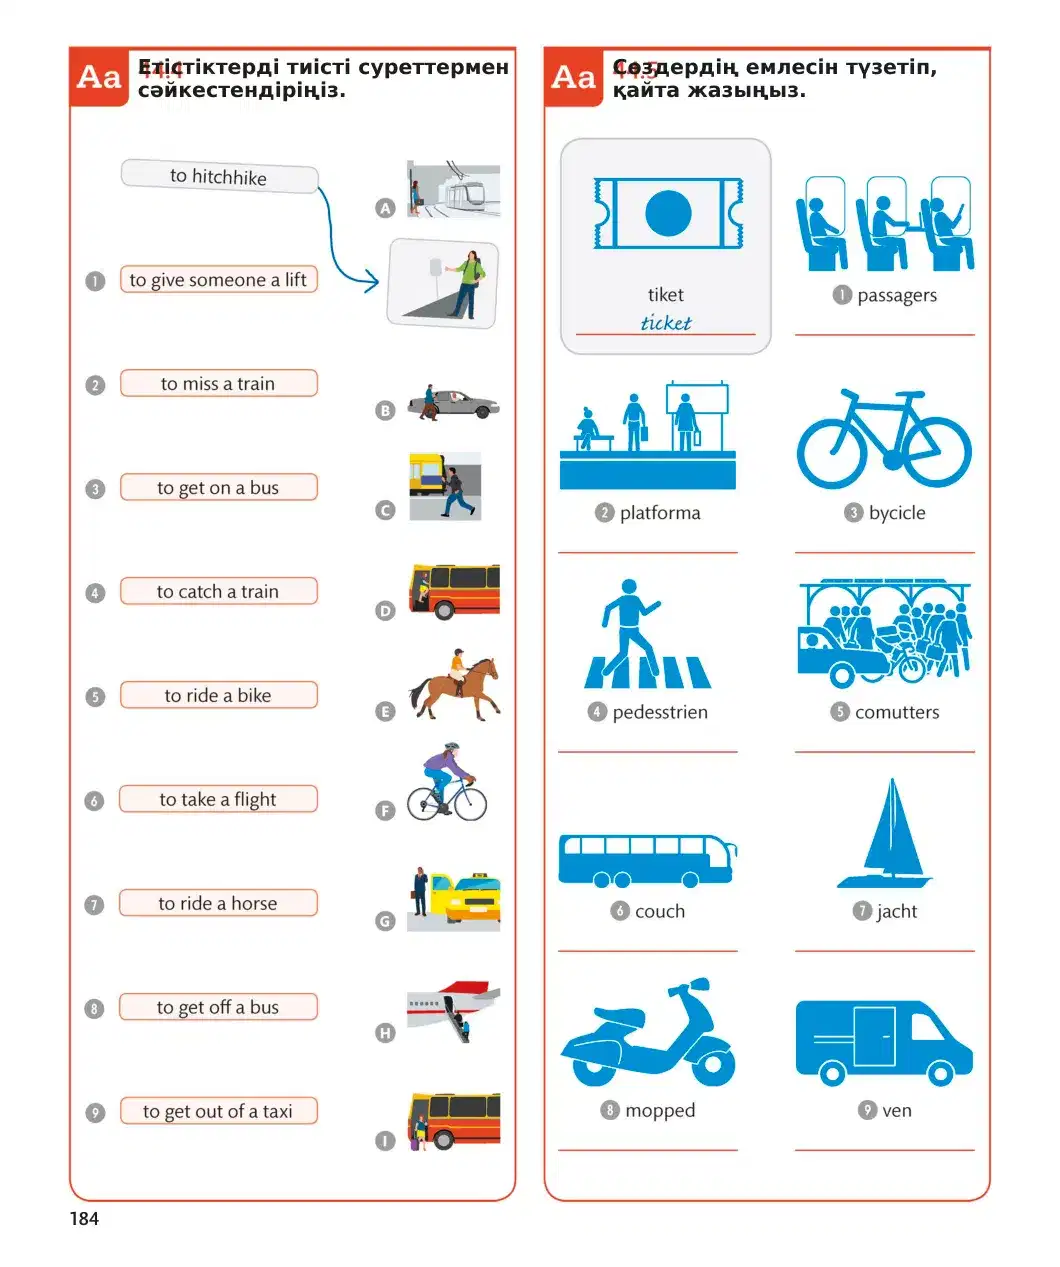 Aa 44.4 Етістіктерді тиісті суреттермен
сәйкестендіріңіз.
to hitchhike
A
1 to give someone a lift
2 to miss a train
B
3 to get on a bus
C
4 to catch a train
D
5 to ride a bike
E
6 to take a flight
F
7 to ride a horse
G
8 to get off a bus
H
9 to get out of a taxi
I
Aa 44.5 Сөздердің емлесін түзетіп,
қайта жазыңыз.
tiket
ticket
1 passagers
2 platforma
3 bycicle
4 pedesstrien
5 comutters
6 couch
7 jacht
8 mopped
9 ven
184